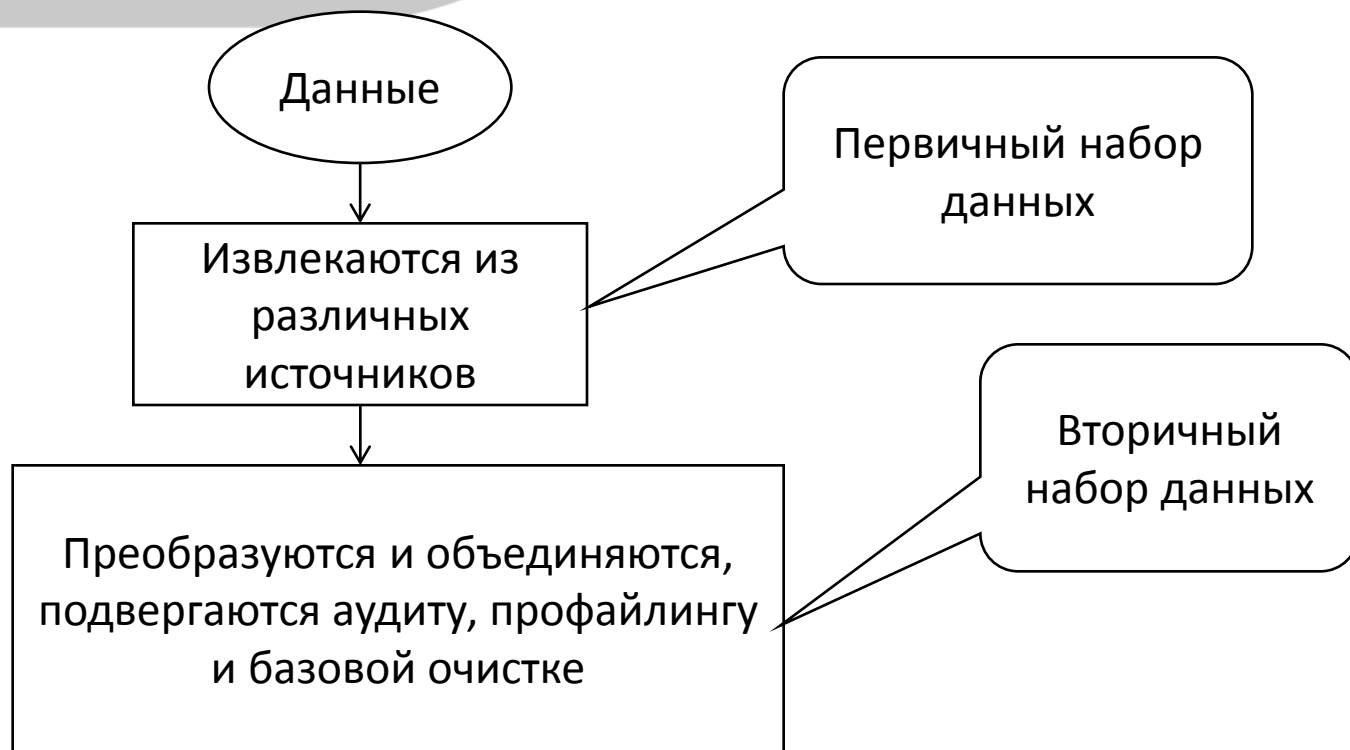 Данные
Первичный набор
данных
Извлекаются из
различных
источников
Вторичный
набор данных
Преобразуются и объединяются,
подвергаются аудиту, профайлингу
и базовой очистке